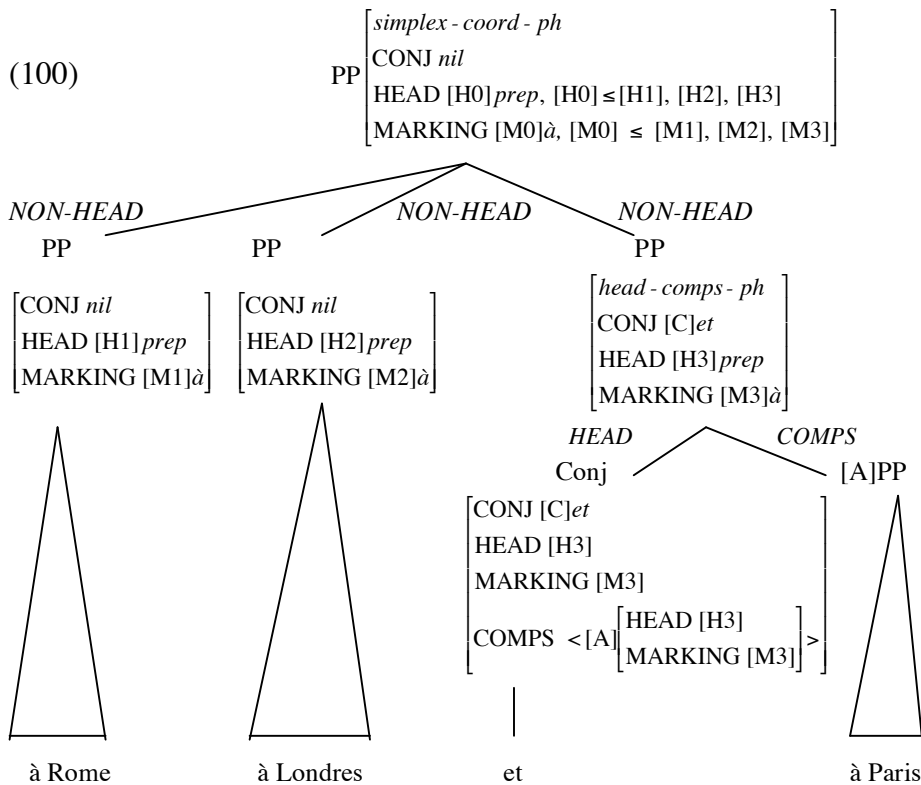 (100)
PP
simplex - coord - ph
CONJ nil
HEAD [H0] prep, [H0] ≤ [H1], [H2], [H3]
MARKING [M0]à, [M0] ≤ [M1], [M2], [M3]
NON-HEAD NON-HEAD NON-HEAD
PP PP PP
CONJ nil
HEAD [H1] prep
MARKING [M1]à
CONJ nil
HEAD [H2] prep
MARKING [M2]à
head - comps - ph
CONJ [C]et
HEAD [H3] prep
MARKING [M3]à
HEAD COMPS
Conj [A]PP
CONJ [C]et
HEAD [H3]
MARKING [M3]
COMPS <[A][HEAD [H3]
MARKING [M3]]>
à Rome à Londres et à Paris